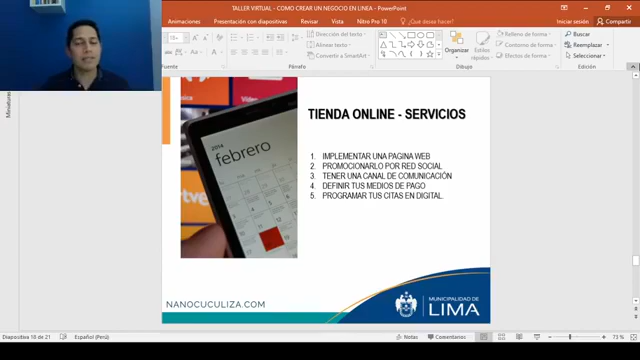 TALLER VIRTUAL - COMO CREAR UN NEGOCIO EN LINEA - PowerPoint
Animaciones Presentación con diapositivas Revisar Vista Nitro Pro 10 ¿Qué desea hacer? Iniciar sesión Compartir
Dirección del texto
Alinear texto
Convertir a SmartArt
Organizar
Estilos rápidos
Relleno de forma
Contorno de forma
Efectos de forma
Buscar
Reemplazar
Seleccionar
Párrafo Dibujo Edición
Miniaturas
2014
febrero
TIENDA ONLINE - SERVICIOS
1. IMPLEMENTAR UNA PAGINA WEB
2. PROMOCIONARLO POR RED SOCIAL
3. TENER UNA CANAL DE COMUNICACIÓN
4. DEFINIR TUS MEDIOS DE PAGO
5. PROGRAMAR TUS CITAS EN DIGITAL.
NANOCUCULIZA.COM
MUNICIPALIDAD DE
LIMA
Diapositiva 18 de 21 Español (Perú) Notas Comentarios 73 %